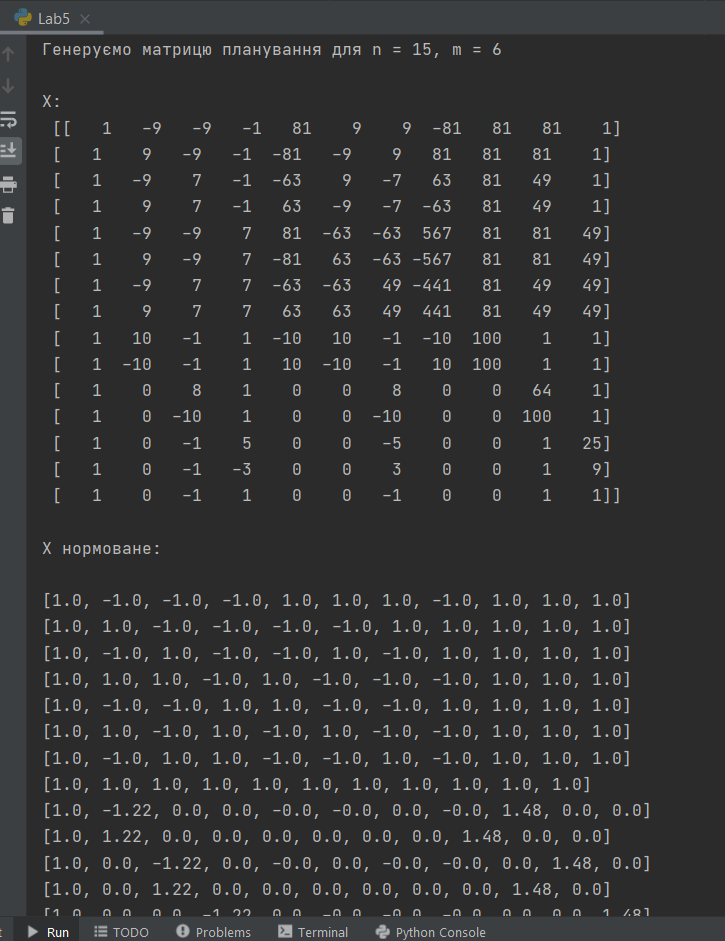 Lab5
Генеруємо матрицю планування для n = 15, m = 6
X:
[[   1   -9   -9   -1   81    9    9  -81   81   81    1]
[   1    9   -9   -1  -81   -9    9   81   81   81    1]
[   1   -9    7   -1  -63    9   -7   63   81   49    1]
[   1    9    7   -1   63   -9   -7  -63   81   49    1]
[   1   -9   -9    7   81  -63  -63  567   81   81   49]
[   1    9   -9    7  -81   63  -63 -567   81   81   49]
[   1   -9    7    7  -63  -63   49 -441   81   49   49]
[   1    9    7    7   63   63   49  441   81   49   49]
[   1   10   -1    1  -10   10   -1  -10  100    1    1]
[   1  -10   -1    1   10  -10   -1   10  100    1    1]
[   1    0    8    1    0    0    8    0    0   64    1]
[   1    0  -10    1    0    0  -10    0    0  100    1]
[   1    0   -1    5    0    0   -5    0    0    1   25]
[   1    0   -1   -3    0    0    3    0    0    1    9]
[   1    0   -1    1    0    0   -1    0    0    1    1]]
X нормоване:
[1.0, -1.0, -1.0, -1.0, 1.0, 1.0, 1.0, -1.0, 1.0, 1.0, 1.0]
[1.0, 1.0, -1.0, -1.0, -1.0, -1.0, 1.0, 1.0, 1.0, 1.0, 1.0]
[1.0, -1.0, 1.0, -1.0, -1.0, 1.0, -1.0, 1.0, 1.0, 1.0, 1.0]
[1.0, 1.0, 1.0, -1.0, 1.0, -1.0, -1.0, -1.0, 1.0, 1.0, 1.0]
[1.0, -1.0, -1.0, 1.0, 1.0, -1.0, -1.0, 1.0, 1.0, 1.0, 1.0]
[1.0, 1.0, -1.0, 1.0, -1.0, 1.0, -1.0, -1.0, 1.0, 1.0, 1.0]
[1.0, -1.0, 1.0, 1.0, -1.0, -1.0, 1.0, -1.0, 1.0, 1.0, 1.0]
[1.0, 1.0, 1.0, 1.0, 1.0, 1.0, 1.0, 1.0, 1.0, 1.0, 1.0]
[1.0, -1.22, 0.0, 0.0, -0.0, -0.0, 0.0, -0.0, 1.48, 0.0, 0.0]
[1.0, 1.22, 0.0, 0.0, 0.0, 0.0, 0.0, 0.0, 1.48, 0.0, 0.0]
[1.0, 0.0, -1.22, 0.0, -0.0, 0.0, -0.0, -0.0, 0.0, 1.48, 0.0]
[1.0, 0.0, 1.22, 0.0, 0.0, 0.0, 0.0, 0.0, 0.0, 1.48, 0.0]
[1.0, 0.0, 0.0, -1.22, 0.0, -0.0, -0.0, -0.0, 0.0, 0.0, 1.48]
Run TODO Problems Terminal Python Console